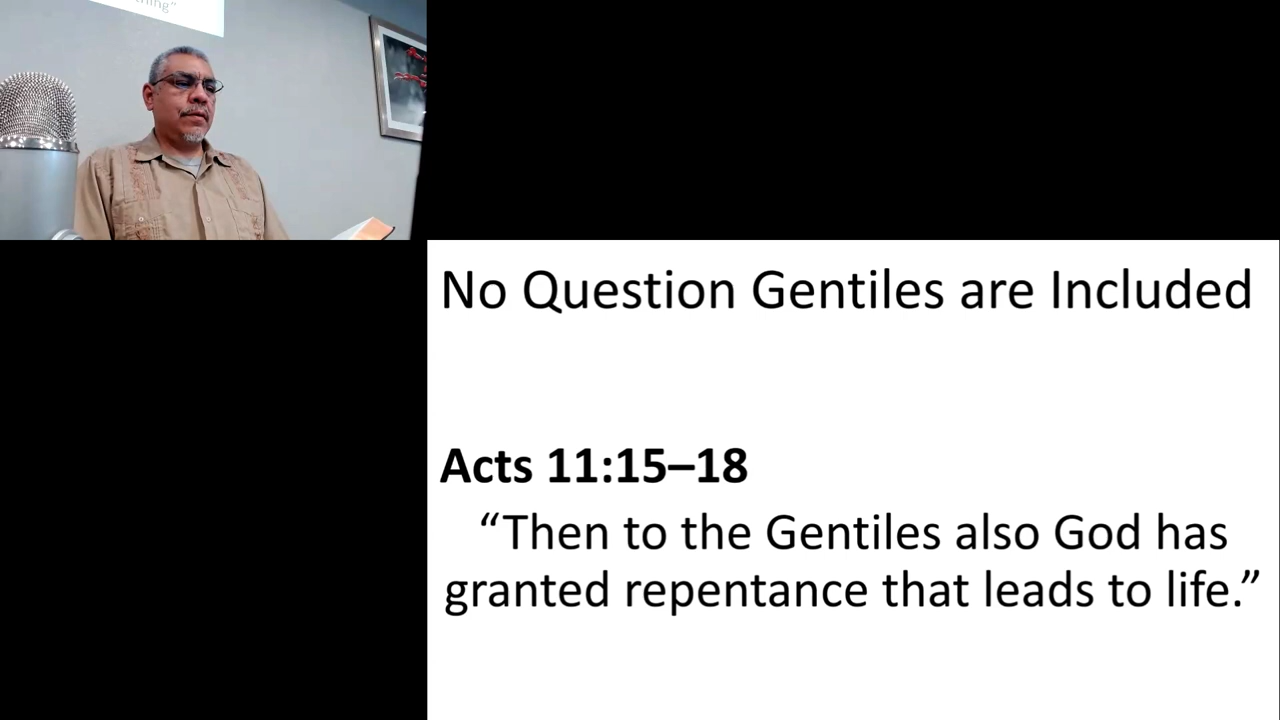 thing”
No Question Gentiles are Included
Acts 11:15–18
“Then to the Gentiles also God has
granted repentance that leads to life.”